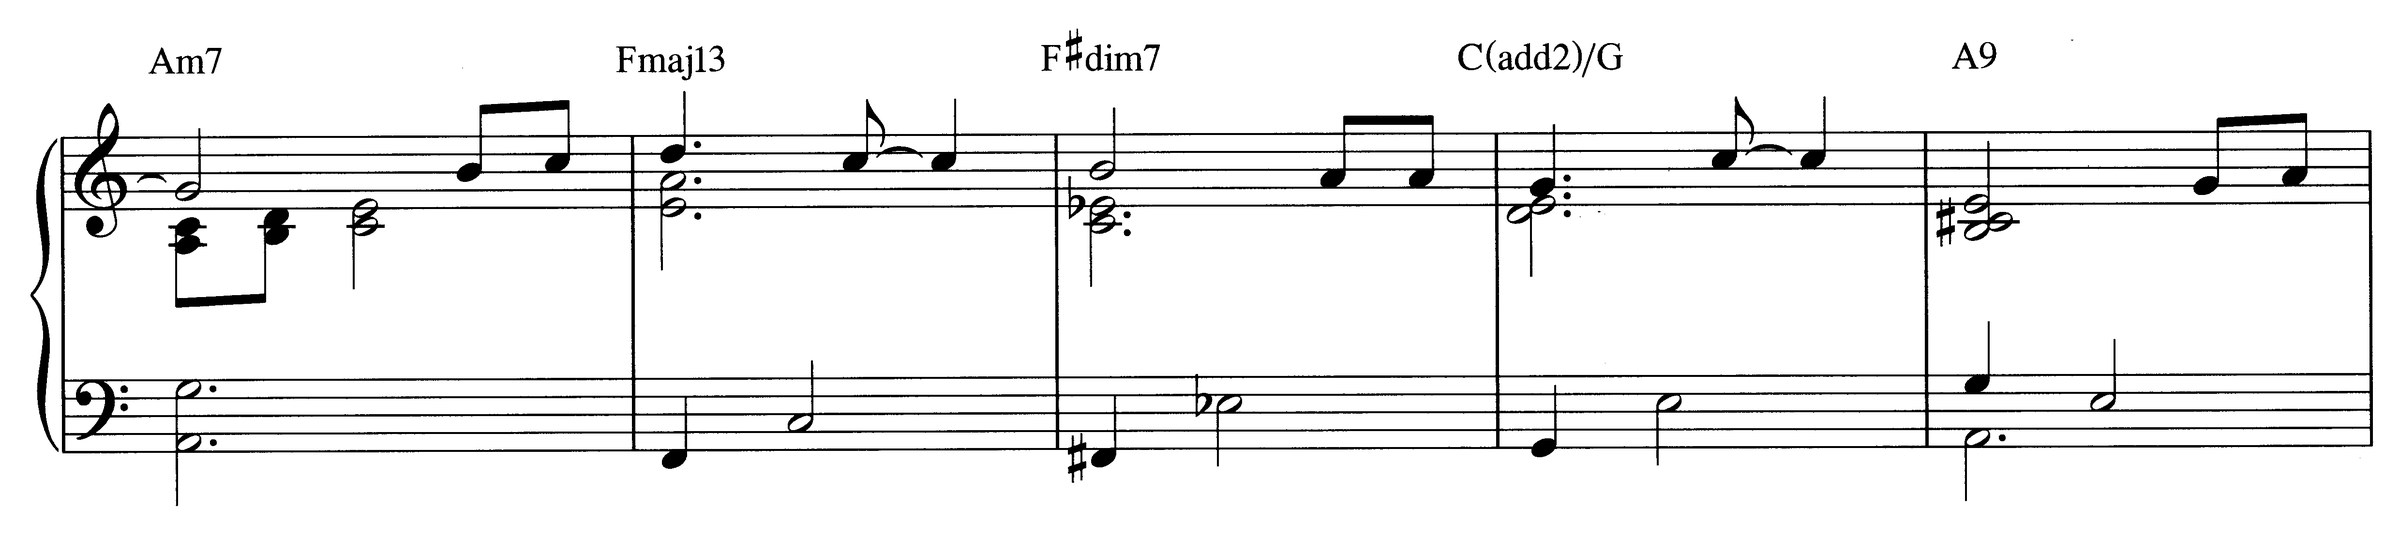 Am7 Fmaj13 F♯dim7 C(add2)/G A9